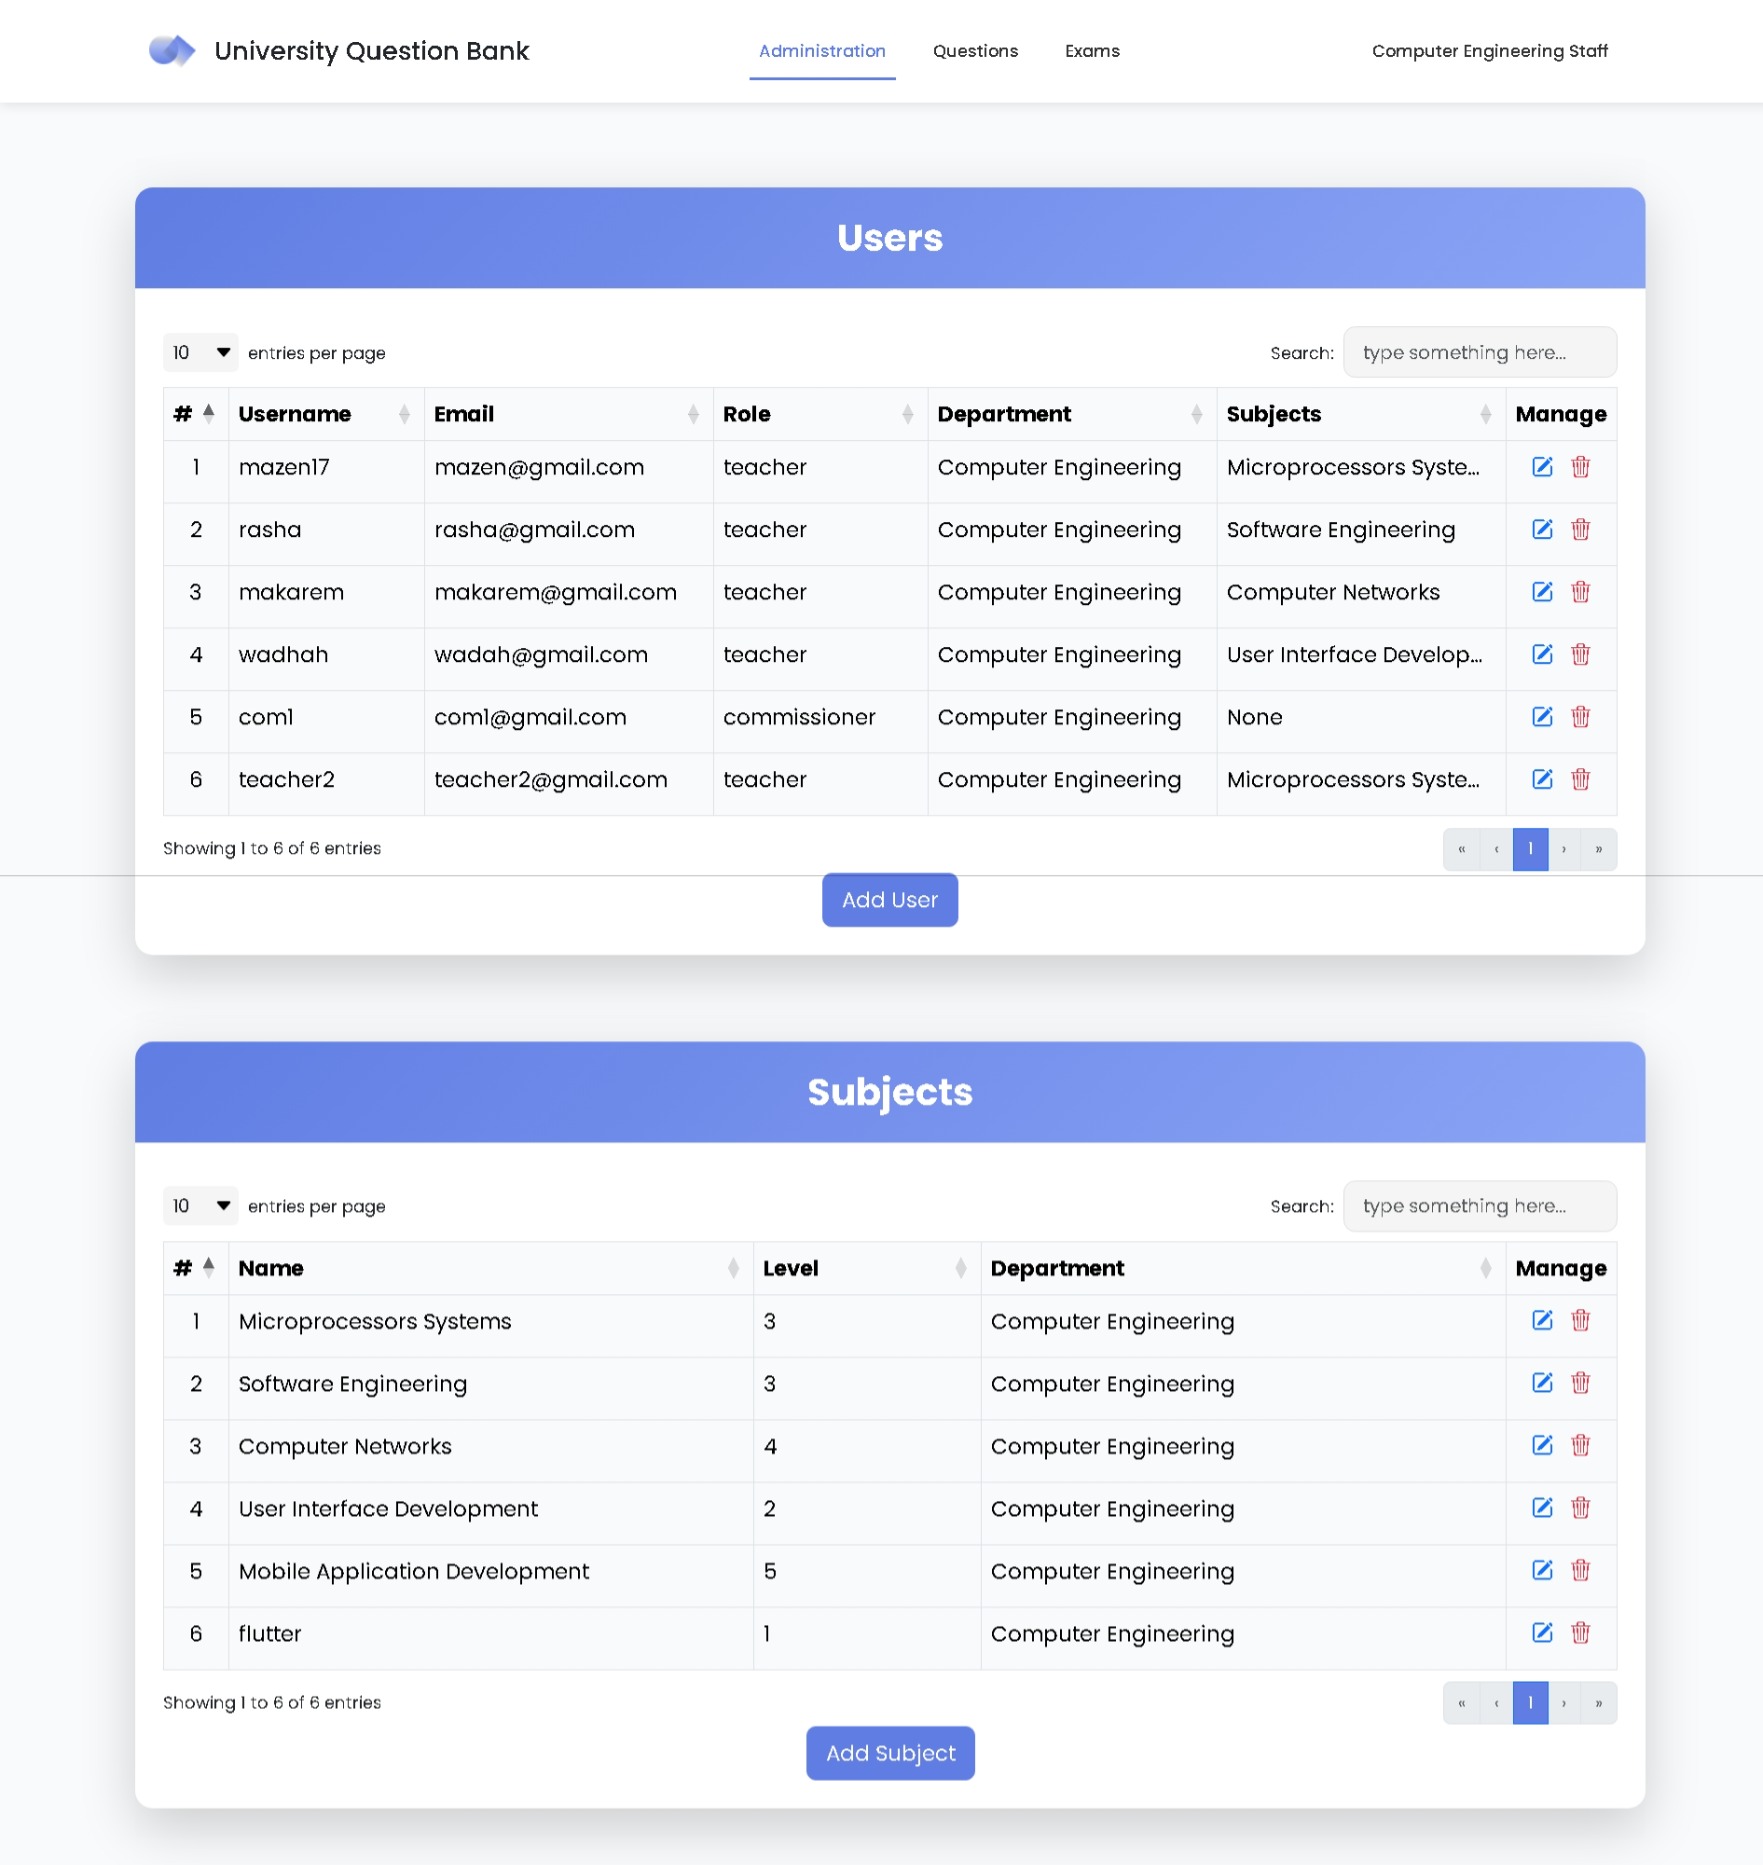 University Question Bank
Administration
Questions
Exams
Computer Engineering Staff
Users
10 entries per page
Search: type something here...
# Username Email Role Department Subjects Manage
1 mazen17 mazen@gmail.com teacher Computer Engineering Microprocessors Syste...
2 rasha rasha@gmail.com teacher Computer Engineering Software Engineering
3 makarem makarem@gmail.com teacher Computer Engineering Computer Networks
4 wadhah wadah@gmail.com teacher Computer Engineering User Interface Develop...
5 com1 com1@gmail.com commissioner Computer Engineering None
6 teacher2 teacher2@gmail.com teacher Computer Engineering Microprocessors Syste...
Showing 1 to 6 of 6 entries
« ‹ 1 › »
Add User
Subjects
10 entries per page
Search: type something here...
# Name Level Department Manage
1 Microprocessors Systems 3 Computer Engineering
2 Software Engineering 3 Computer Engineering
3 Computer Networks 4 Computer Engineering
4 User Interface Development 2 Computer Engineering
5 Mobile Application Development 5 Computer Engineering
6 flutter 1 Computer Engineering
Showing 1 to 6 of 6 entries
« ‹ 1 › »
Add Subject